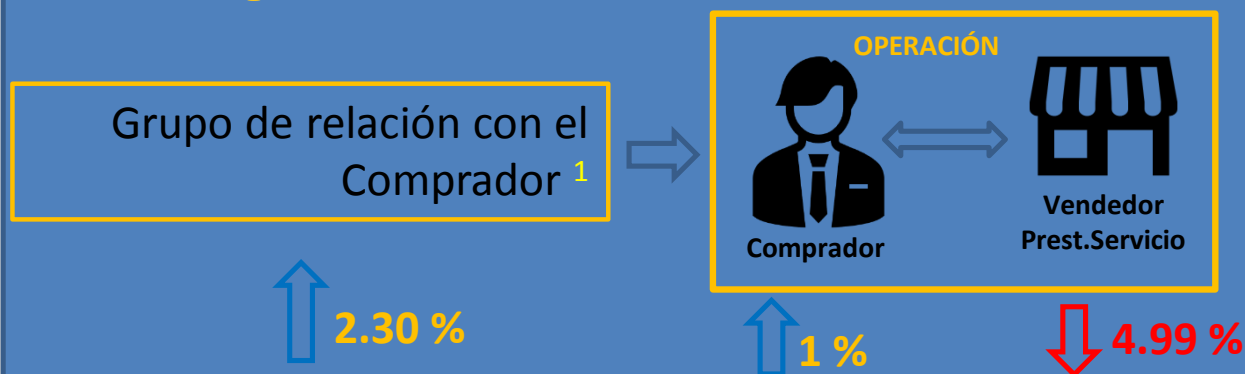 OPERACIÓN
Grupo de relación con el
Comprador ¹
Comprador
Vendedor
Prest.Servicio
2.30 %
1 %
4.99 %